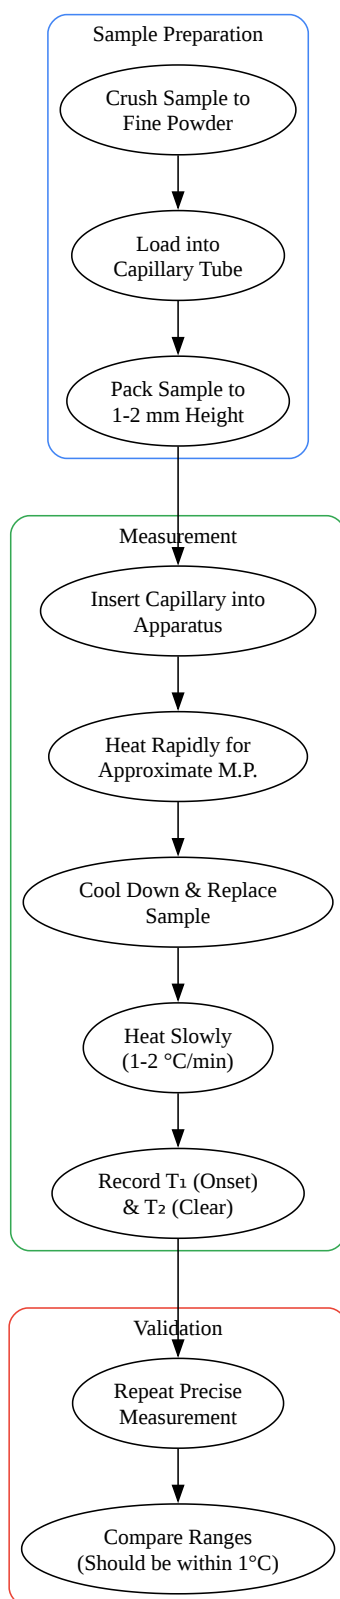 Sample Preparation
Crush Sample to
Fine Powder
Load into
Capillary Tube
Pack Sample to
1-2 mm Height
Measurement
Insert Capillary into
Apparatus
Heat Rapidly for
Approximate M.P.
Cool Down & Replace
Sample
Heat Slowly
(1-2 °C/min)
Record T₁ (Onset)
& T₂ (Clear)
Validation
Repeat Precise
Measurement
Compare Ranges
(Should be within 1°C)